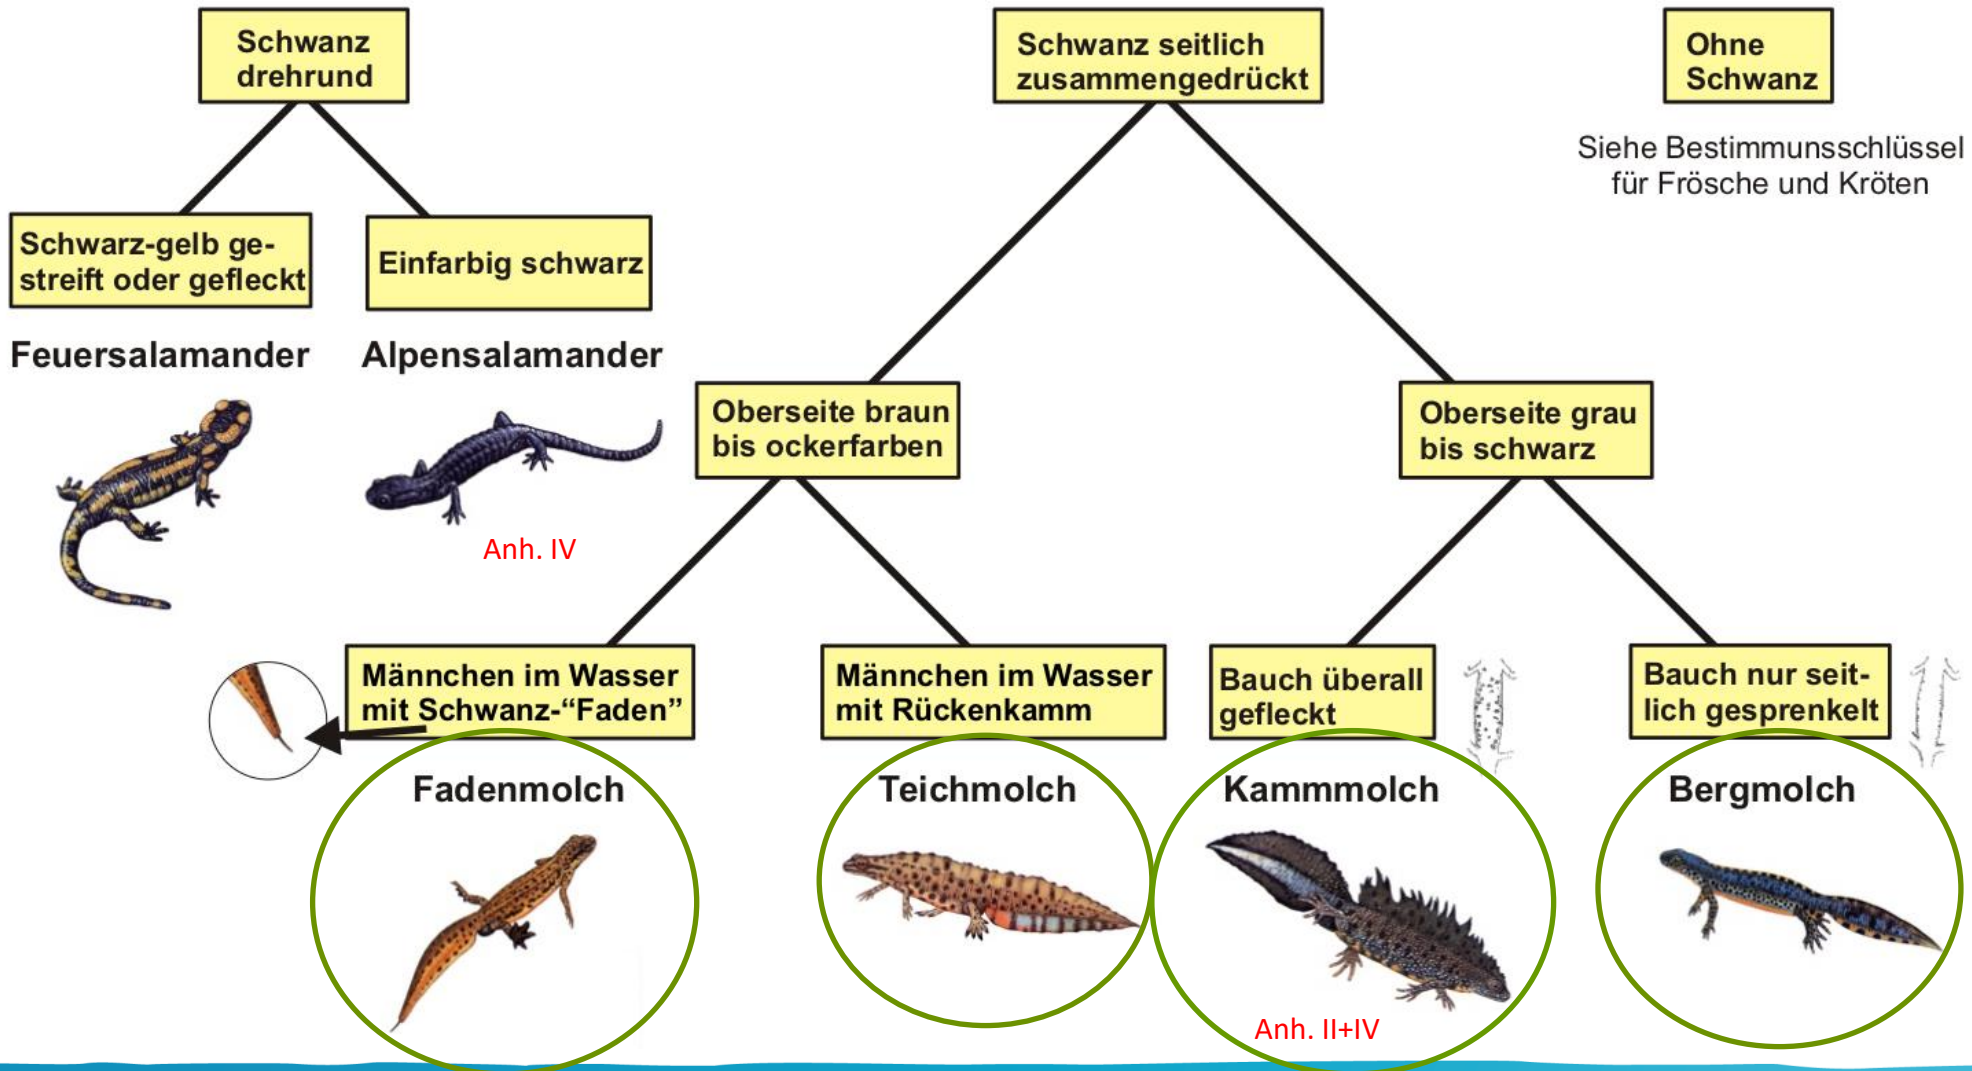 Schwanz
drehrund
Schwanz seitlich
zusammengedrückt
Ohne
Schwanz
Siehe Bestimmunsschlüssel
für Frösche und Kröten
Schwarz-gelb ge-
streift oder gefleckt
Einfarbig schwarz
Feuersalamander
Alpensalamander
Anh. IV
Oberseite braun
bis ockerfarben
Oberseite grau
bis schwarz
Männchen im Wasser
mit Schwanz-“Faden”
Männchen im Wasser
mit Rückenkamm
Bauch überall
gefleckt
Bauch nur seit-
lich gesprenkelt
Fadenmolch
Teichmolch
Kammmolch
Bergmolch
Anh. II+IV